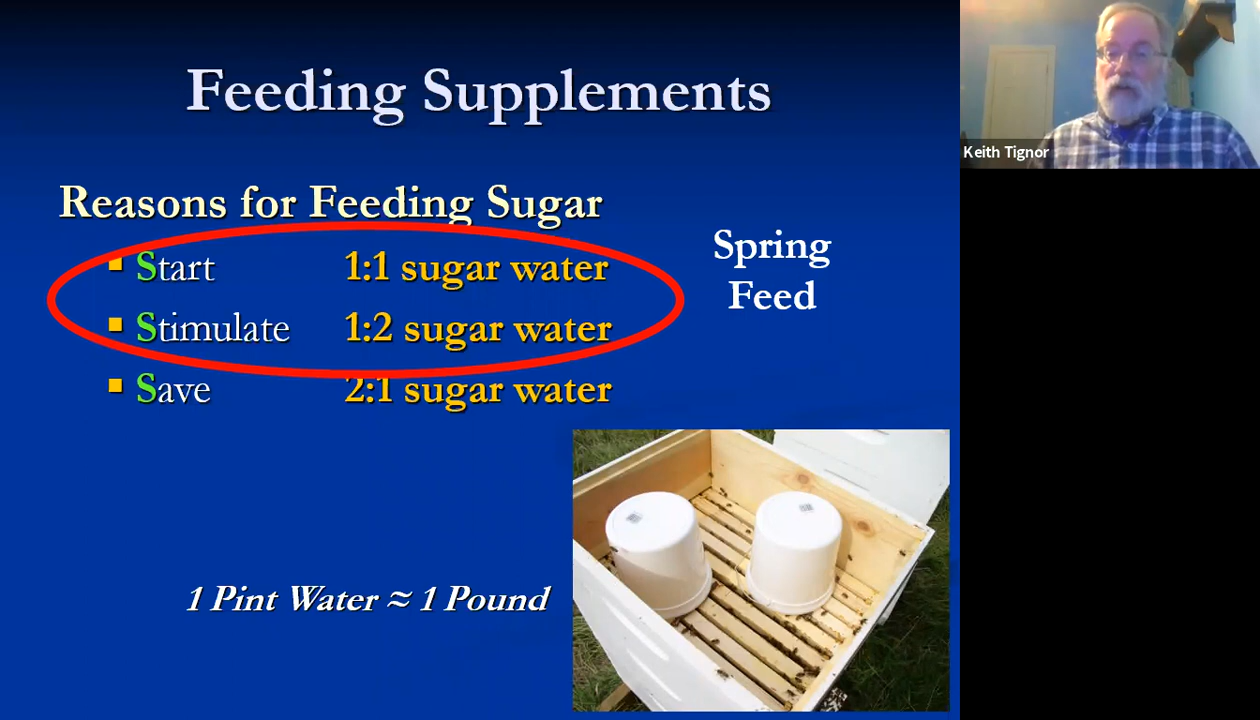 Feeding Supplements
Reasons for Feeding Sugar
Start 1:1 sugar water
Stimulate 1:2 sugar water
Save 2:1 sugar water
Spring
Feed
1 Pint Water ≈ 1 Pound
Keith Tignor